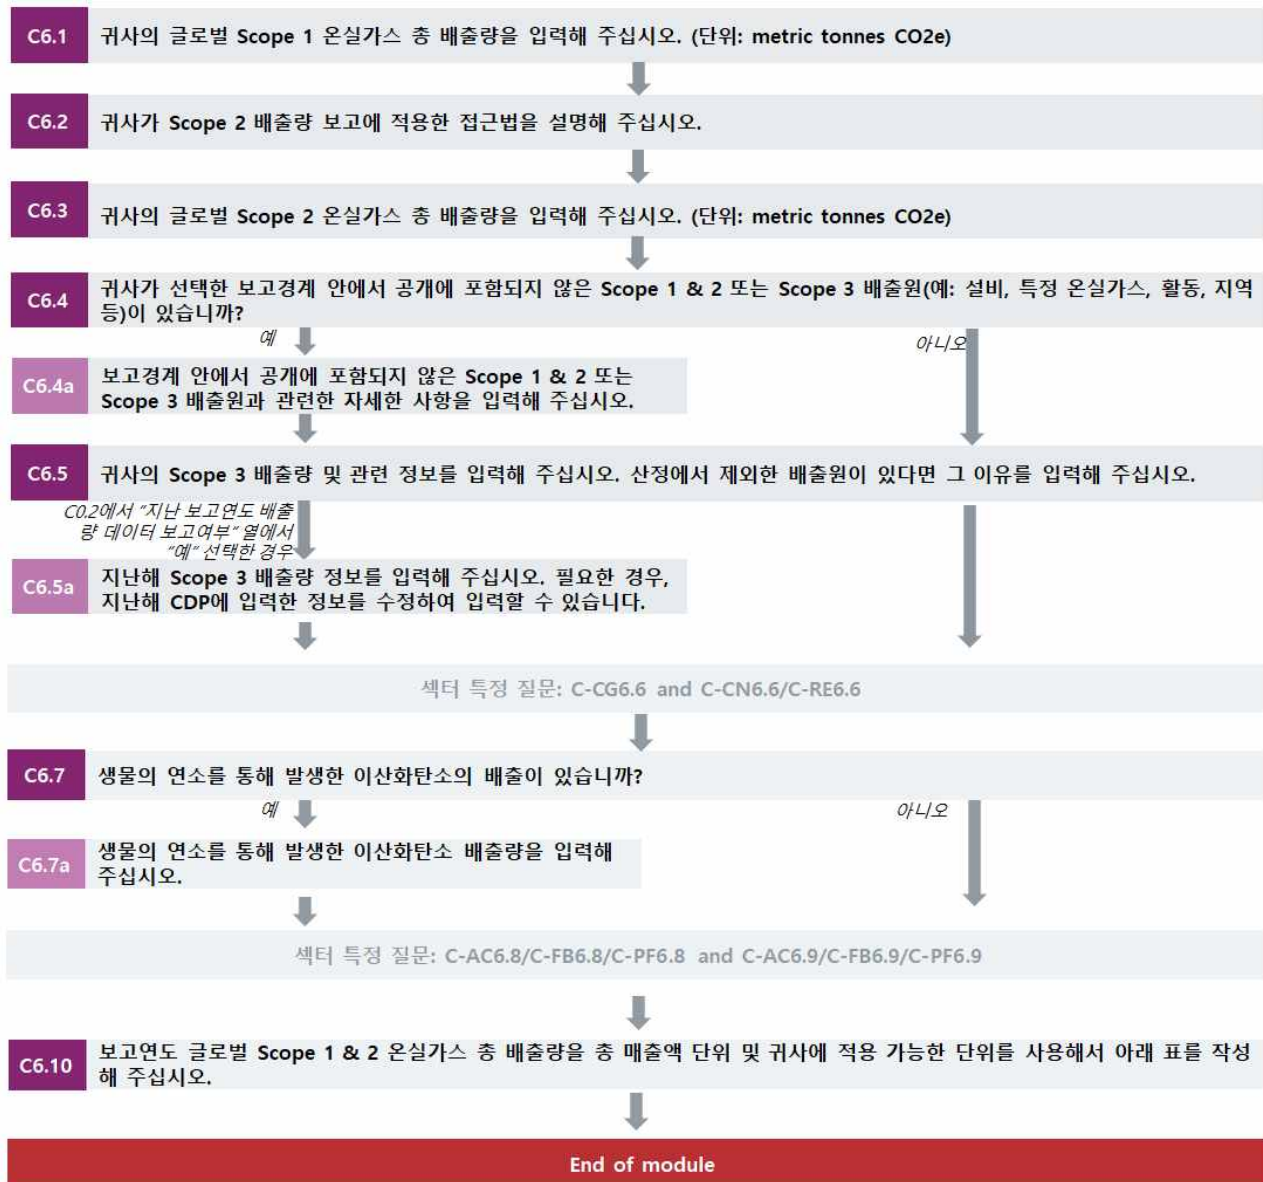 C6.1 귀사의 글로벌 Scope 1 온실가스 총 배출량을 입력해 주십시오. (단위: metric tonnes CO2e)
C6.2 귀사가 Scope 2 배출량 보고에 적용한 접근법을 설명해 주십시오.
C6.3 귀사의 글로벌 Scope 2 온실가스 총 배출량을 입력해 주십시오. (단위: metric tonnes CO2e)
C6.4 귀사가 선택한 보고경계 안에서 공개에 포함되지 않은 Scope 1 & 2 또는 Scope 3 배출원(예: 설비, 특정 온실가스, 활동, 지역
등)이 있습니까?
예
아니오
C6.4a 보고경계 안에서 공개에 포함되지 않은 Scope 1 & 2 또는
Scope 3 배출원과 관련한 자세한 사항을 입력해 주십시오.
C6.5 귀사의 Scope 3 배출량 및 관련 정보를 입력해 주십시오. 산정에서 제외한 배출원이 있다면 그 이유를 입력해 주십시오.
C0.2에서 “지난 보고연도 배출
량 데이터 보고여부” 열에서
“예” 선택한 경우
C6.5a 지난해 Scope 3 배출량 정보를 입력해 주십시오. 필요한 경우,
지난해 CDP에 입력한 정보를 수정하여 입력할 수 있습니다.
섹터 특정 질문: C-CG6.6 and C-CN6.6/C-RE6.6
C6.7 생물의 연소를 통해 발생한 이산화탄소의 배출이 있습니까?
예
아니오
C6.7a 생물의 연소를 통해 발생한 이산화탄소 배출량을 입력해
주십시오.
섹터 특정 질문: C-AC6.8/C-FB6.8/C-PF6.8 and C-AC6.9/C-FB6.9/C-PF6.9
C6.10 보고연도 글로벌 Scope 1 & 2 온실가스 총 배출량을 총 매출액 단위 및 귀사에 적용 가능한 단위를 사용해서 아래 표를 작성
해 주십시오.
End of module